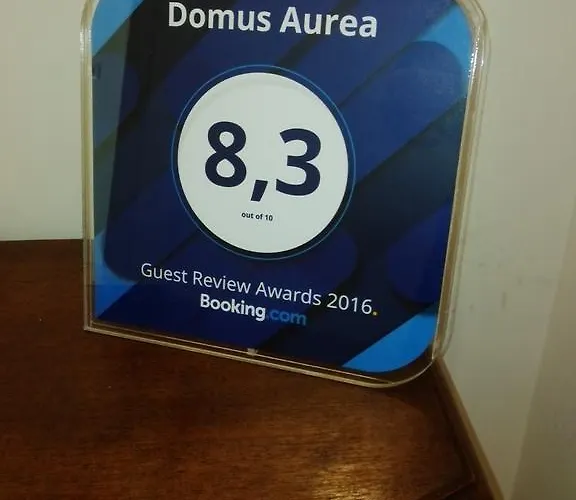 Domus Aurea
8,3
out of 10
Guest Review Awards 2016.
Booking.com